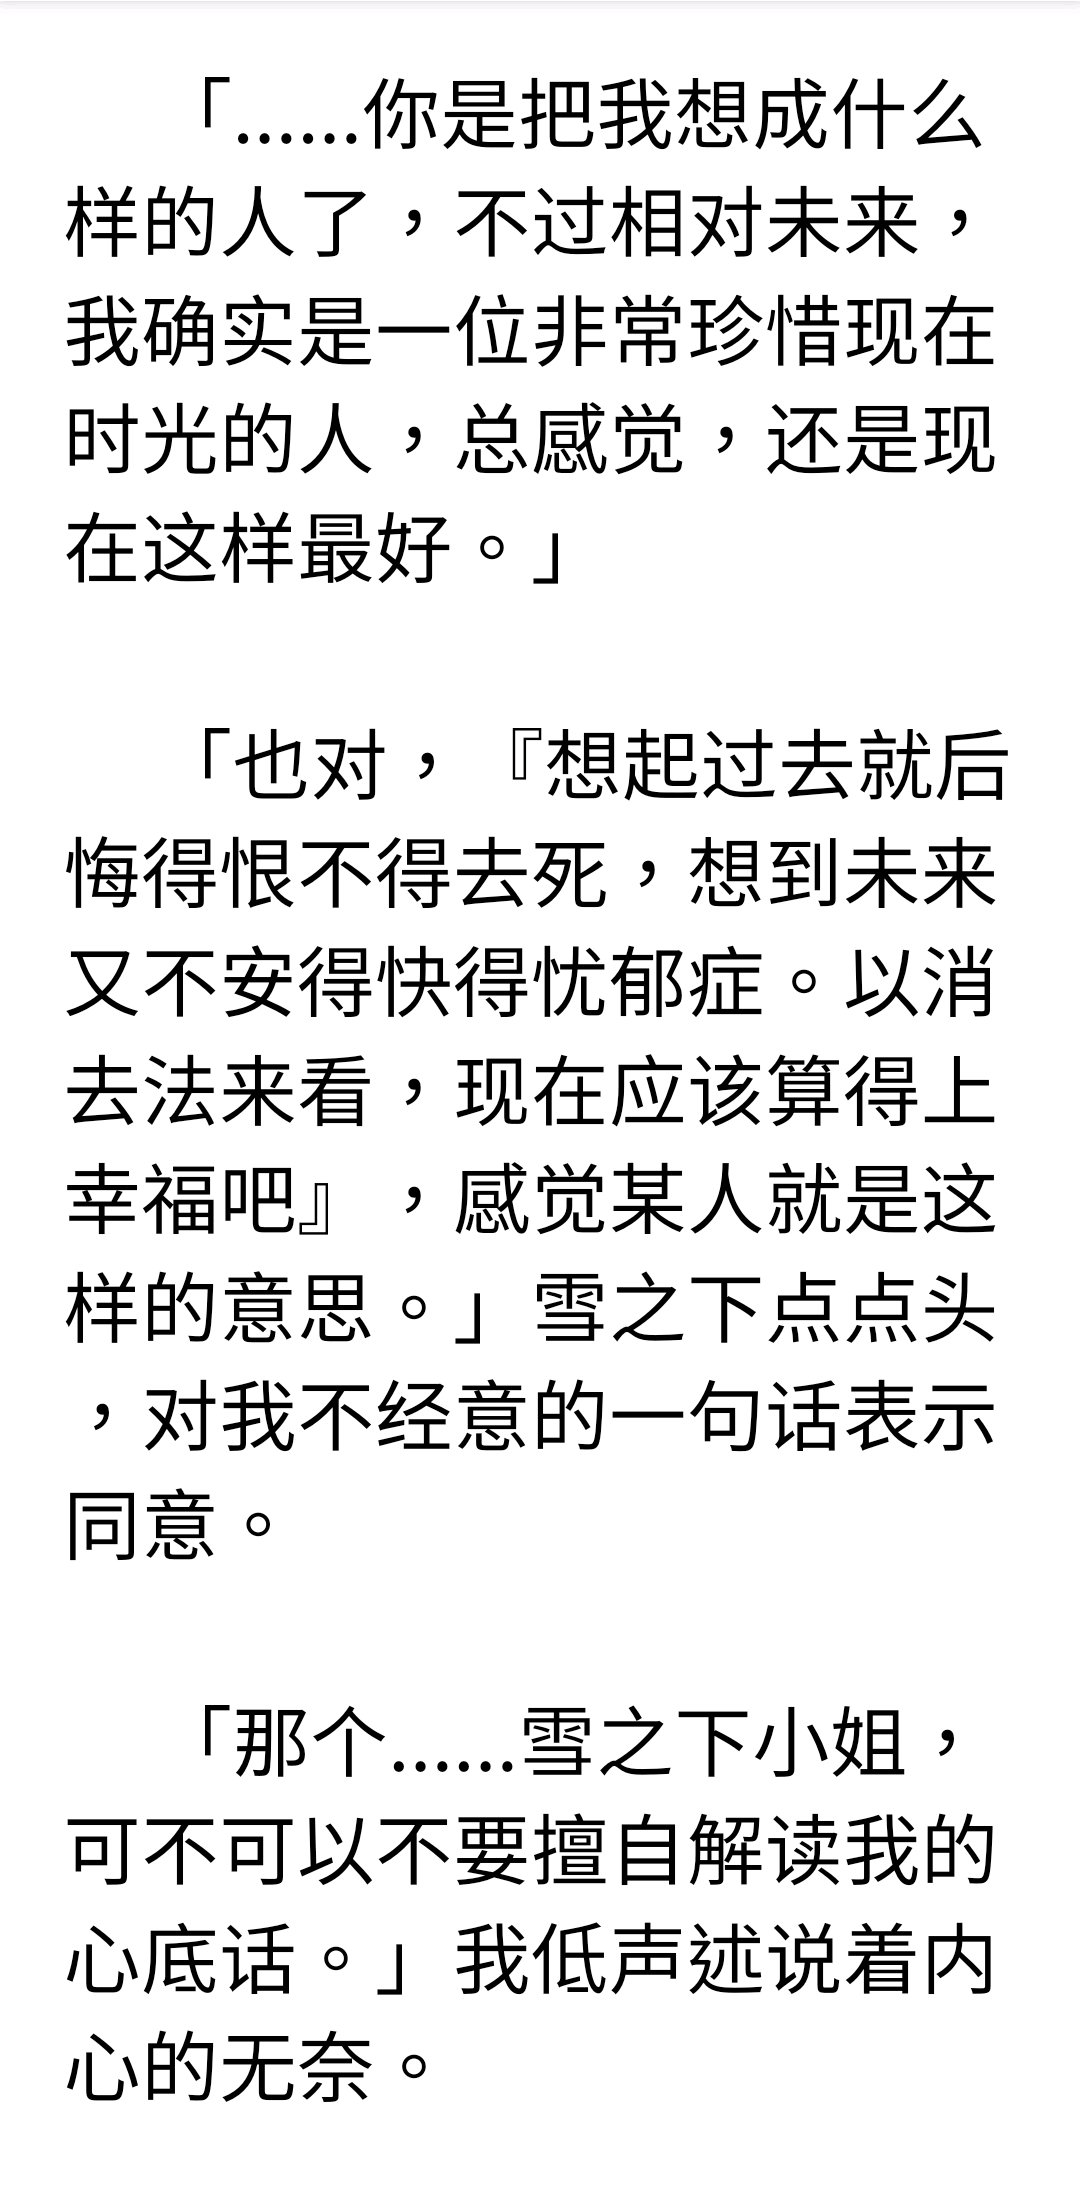 「......你是把我想成什么
样的人了，不过相对未来，
我确实是一位非常珍惜现在
时光的人，总感觉，还是现
在这样最好。」
「也对，『想起过去就后
悔得恨不得去死，想到未来
又不安得快得忧郁症。以消
去法来看，现在应该算得上
幸福吧』，感觉某人就是这
样的意思。」雪之下点点头
，对我不经意的一句话表示
同意。
「那个......雪之下小姐，
可不可以不要擅自解读我的
心底话。」我低声述说着内
心的无奈。